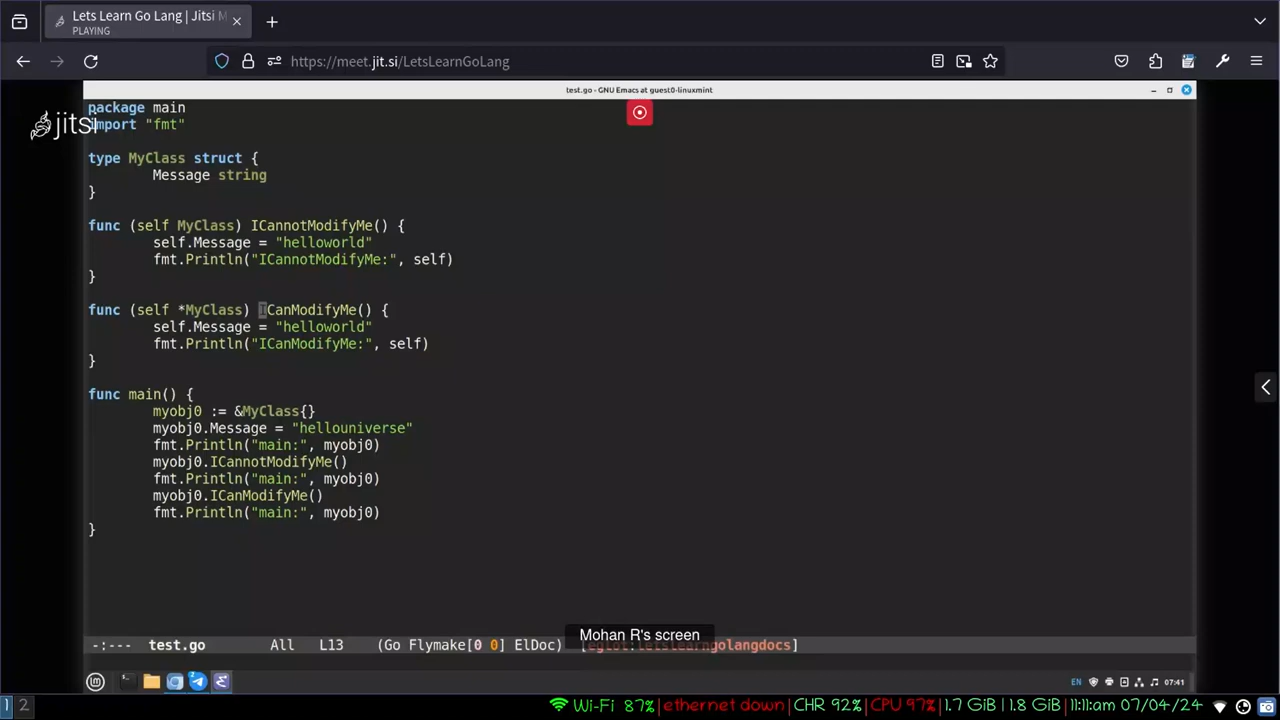 Lets Learn Go Lang | Jitsi M
PLAYING
https://meet.jit.si/LetsLearnGoLang
test.go - GNU Emacs at guest0-linuxmint
jitsi
package main
import "fmt"
type MyClass struct {
Message string
}
func (self MyClass) ICannotModifyMe() {
self.Message = "helloworld"
fmt.Println("ICannotModifyMe:", self)
}
func (self *MyClass) ICanModifyMe() {
self.Message = "helloworld"
fmt.Println("ICanModifyMe:", self)
}
func main() {
myobj0 := &MyClass{}
myobj0.Message = "hellouniverse"
fmt.Println("main:", myobj0)
myobj0.ICannotModifyMe()
fmt.Println("main:", myobj0)
myobj0.ICanModifyMe()
fmt.Println("main:", myobj0)
}
Mohan R's screen
-:--- test.go All L13 (Go Flymake[0 0] ElDoc) [eglot:letslearngolangdocs]
EN 07:41
1 2 Wi-Fi 87% | ethernet down | CHR 92% | CPU 97% | 1.7 GiB | 1.8 GiB | 11:11am 07/04/24